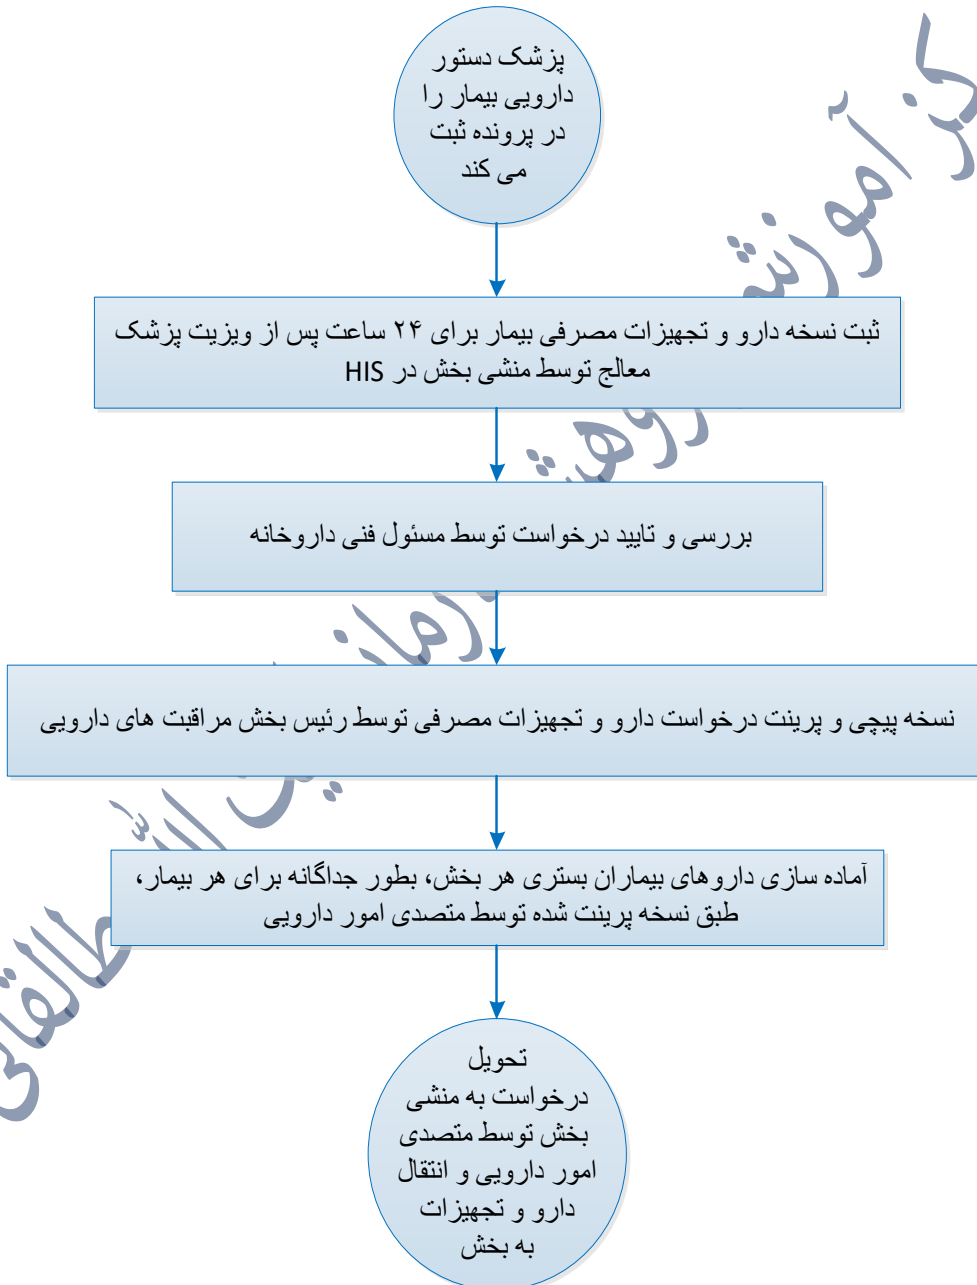 پزشک دستور
دارویی بیمار را
در پرونده ثبت
می کند
ثبت نسخه دارو و تجهیزات مصرفی بیمار برای ۲۴ ساعت پس از ویزیت پزشک
معالج توسط منشی بخش در HIS
بررسی و تایید درخواست توسط مسئول فنی داروخانه
نسخه پیچی و پرینت درخواست دارو و تجهیزات مصرفی توسط رئیس بخش مراقبت های دارویی
آماده سازی داروهای بیماران بستری هر بخش، بطور جداگانه برای هر بیمار،
طبق نسخه پرینت شده توسط متصدی امور دارویی
تحویل
درخواست به منشی
بخش توسط متصدی
امور دارویی و انتقال
دارو و تجهیزات
به بخش
طالقانی